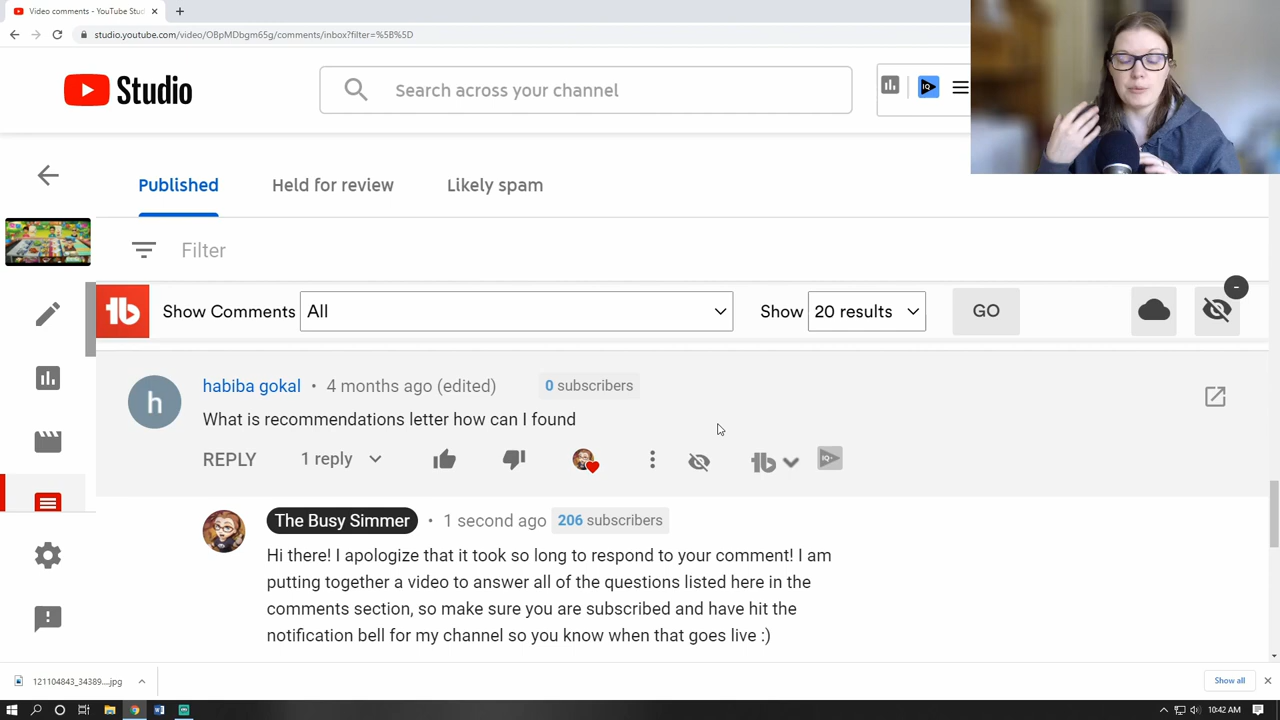 Video comments - YouTube Stud
studio.youtube.com/video/OBpMDbgm65g/comments/inbox?filter=%5B%5D
Studio
Search across your channel
IQ
Published
Held for review
Likely spam
Filter
tb
Show Comments
All
Show
20 results
GO
-
h
habiba gokal • 4 months ago (edited)
0 subscribers
What is recommendations letter how can I found
REPLY
1 reply
tb
IQ
The Busy Simmer • 1 second ago
206 subscribers
Hi there! I apologize that it took so long to respond to your comment! I am
putting together a video to answer all of the questions listed here in the
comments section, so make sure you are subscribed and have hit the
notification bell for my channel so you know when that goes live :)
121104843_34389....jpg
Show all
10:42 AM